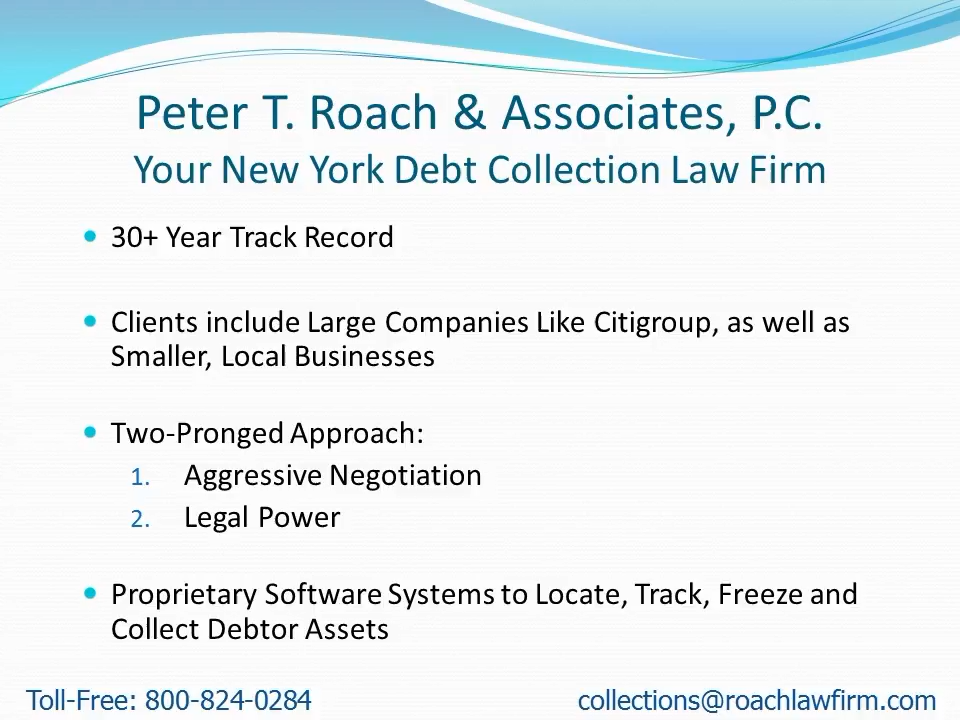 Peter T. Roach & Associates, P.C.
Your New York Debt Collection Law Firm
• 30+ Year Track Record
• Clients include Large Companies Like Citigroup, as well as
Smaller, Local Businesses
• Two-Pronged Approach:
1. Aggressive Negotiation
2. Legal Power
• Proprietary Software Systems to Locate, Track, Freeze and
Collect Debtor Assets
Toll-Free: 800-824-0284 collections@roachlawfirm.com